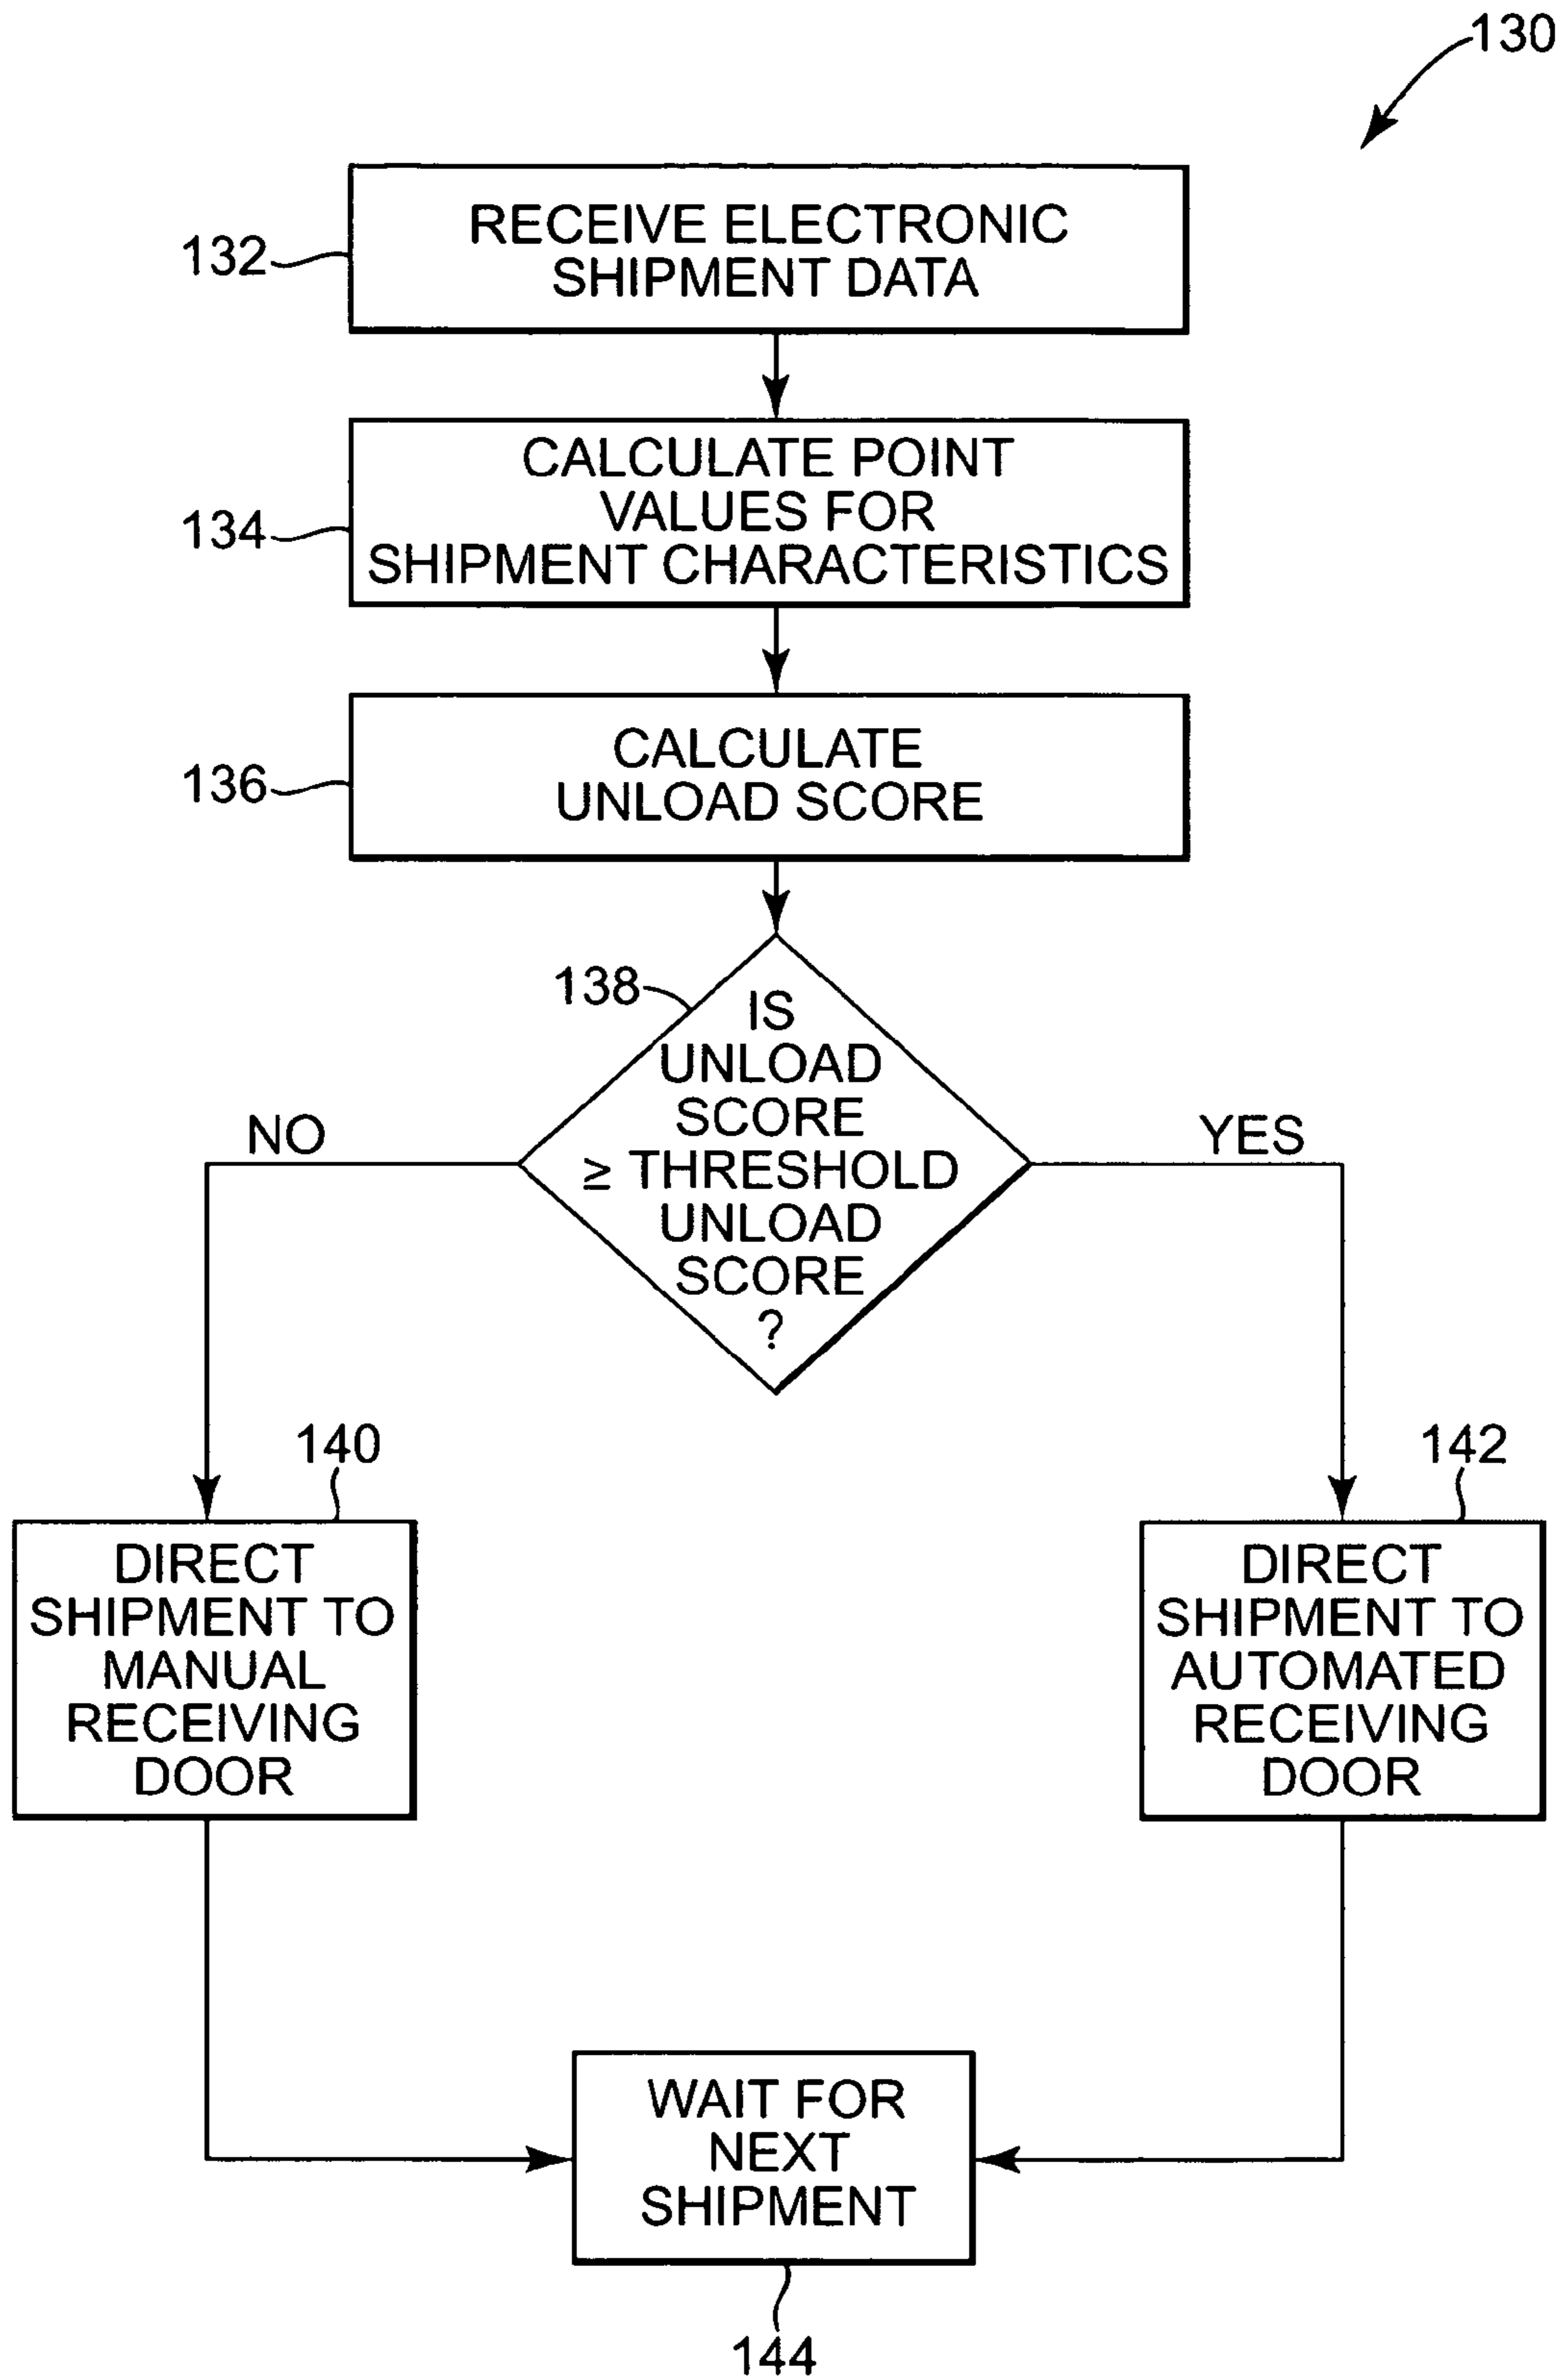 130
RECEIVE ELECTRONIC
SHIPMENT DATA
132
CALCULATE POINT
VALUES FOR
SHIPMENT CHARACTERISTICS
134
CALCULATE
UNLOAD SCORE
136
138
IS
UNLOAD
SCORE
≥ THRESHOLD
UNLOAD
SCORE
?
NO
YES
140
DIRECT
SHIPMENT TO
MANUAL
RECEIVING
DOOR
142
DIRECT
SHIPMENT TO
AUTOMATED
RECEIVING
DOOR
WAIT FOR
NEXT
SHIPMENT
144